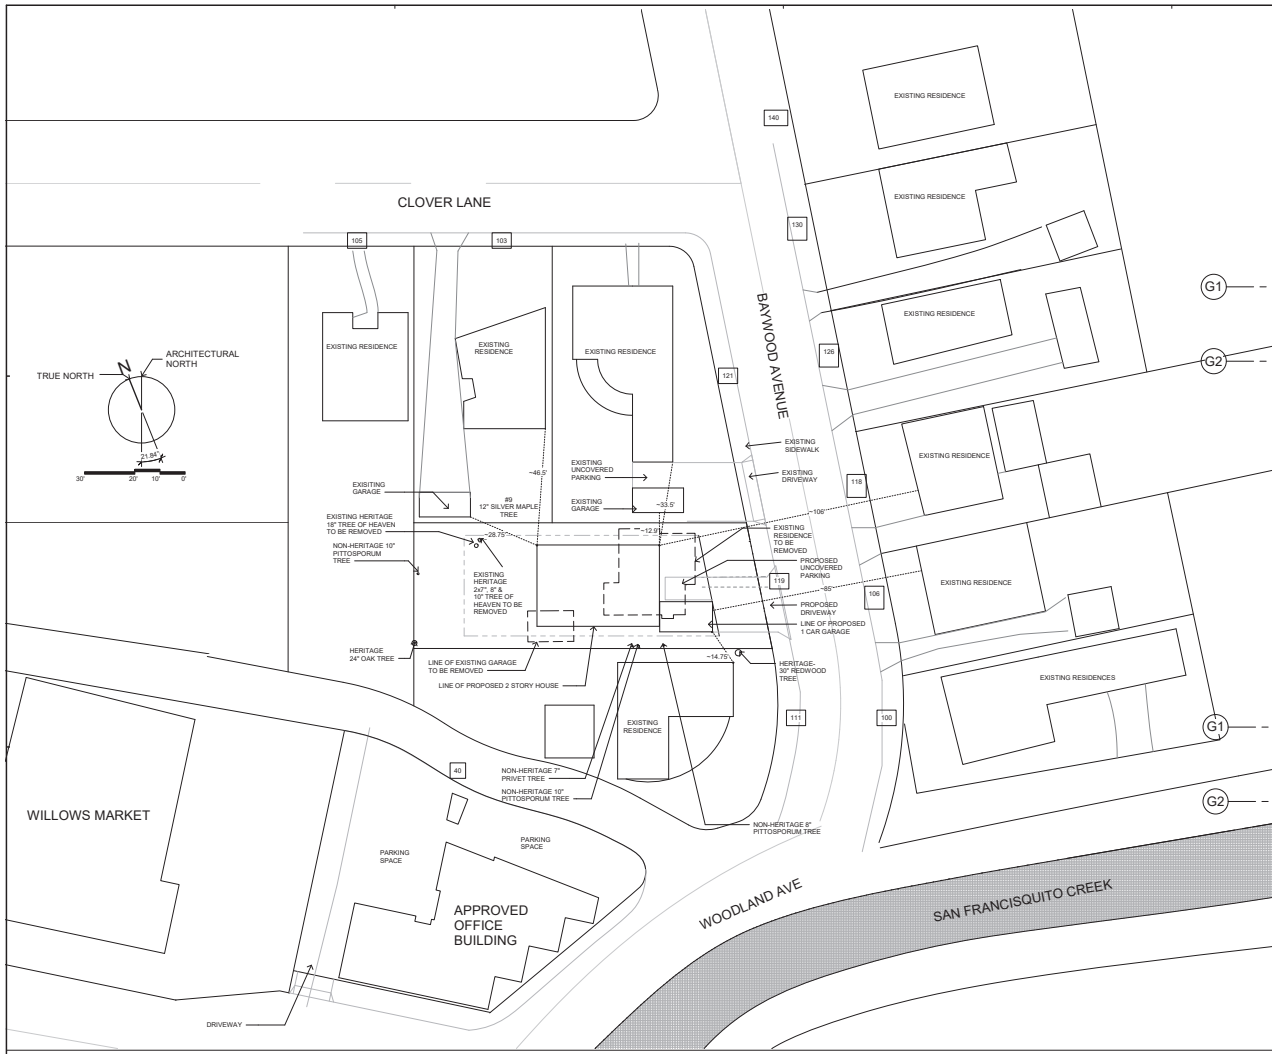 140
EXISTING RESIDENCE
EXISTING RESIDENCE
130
CLOVER LANE
105
103
G1
G2
BAYWOOD AVENUE
EXISTING RESIDENCE
126
ARCHITECTURAL
NORTH
TRUE NORTH
N
21.84°
30'
20'
10'
0'
EXISTING RESIDENCE
EXISTING
RESIDENCE
EXISTING RESIDENCE
121
EXISTING
SIDEWALK
EXISTING
DRIVEWAY
EXISTING RESIDENCE
118
EXISTING
UNCOVERED
PARKING
EXISTING
GARAGE
~46.5'
~33.5'
~106'
EXISITING
GARAGE
#9
12" SILVER MAPLE
TREE
EXISTING HERITAGE
18" TREE OF HEAVEN
TO BE REMOVED
NON-HERITAGE 10"
PITTOSPORUM
TREE
~28.75'
~12.9'
EXISTING
HERITAGE
2x7", 8" &
10" TREE OF
HEAVEN TO BE
REMOVED
EXISTING
RESIDENCE
TO BE
REMOVED
PROPOSED
UNCOVERED
PARKING
119
~85'
PROPOSED
DRIVEWAY
LINE OF PROPOSED
1 CAR GARAGE
EXISTING RESIDENCE
106
HERITAGE
24" OAK TREE
LINE OF EXISTING GARAGE
TO BE REMOVED
LINE OF PROPOSED 2 STORY HOUSE
~14.75'
HERITAGE-
30" REDWOOD
TREE
EXISTING RESIDENCES
EXISTING
RESIDENCE
111
100
G1
G2
40
NON-HERITAGE 7"
PRIVET TREE
NON-HERITAGE 10"
PITTOSPORUM TREE
NON-HERITAGE 8"
PITTOSPORUM TREE
WILLOWS MARKET
PARKING
SPACE
PARKING
SPACE
APPROVED
OFFICE
BUILDING
WOODLAND AVE
SAN FRANCISQUITO CREEK
DRIVEWAY